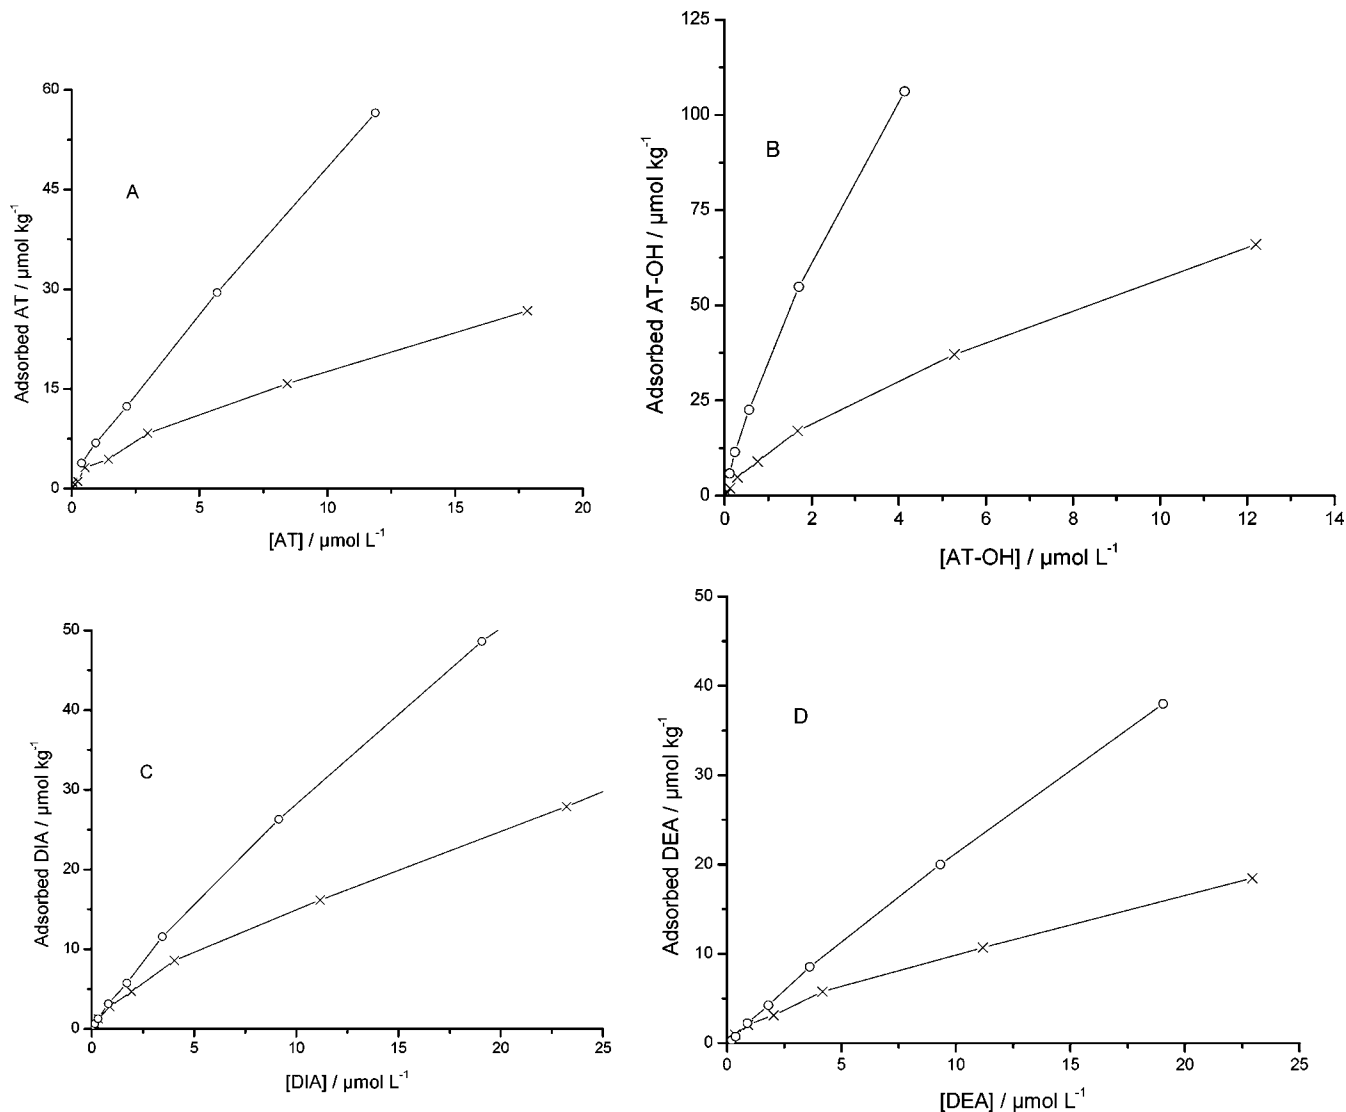 A
Adsorbed AT / µmol kg⁻¹
60
45
30
15
0
0 5 10 15 20
[AT] / µmol L⁻¹
B
Adsorbed AT-OH / µmol kg⁻¹
125
100
75
50
25
0
0 2 4 6 8 10 12 14
[AT-OH] / µmol L⁻¹
C
Adsorbed DIA / µmol kg⁻¹
50
40
30
20
10
0
0 5 10 15 20 25
[DIA] / µmol L⁻¹
D
Adsorbed DEA / µmol kg⁻¹
50
40
30
20
10
0
0 5 10 15 20 25
[DEA] / µmol L⁻¹